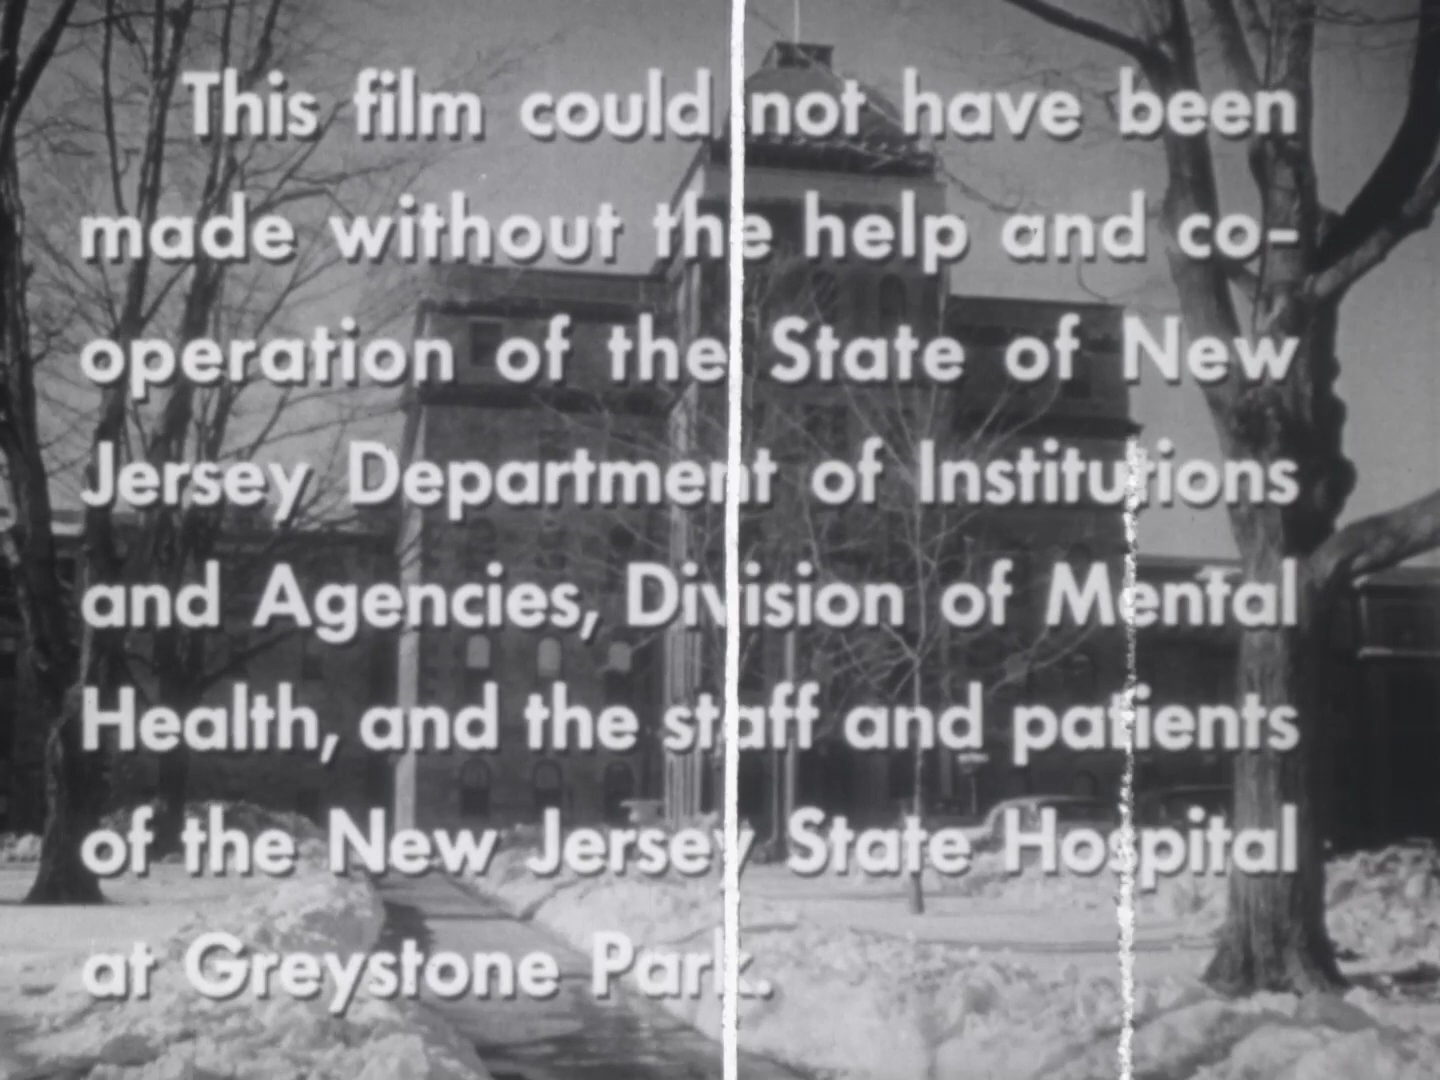 This film could not have been
made without the help and co-
operation of the State of New
Jersey Department of Institutions
and Agencies, Division of Mental
Health, and the staff and patients
of the New Jersey State Hospital
at Greystone Park.